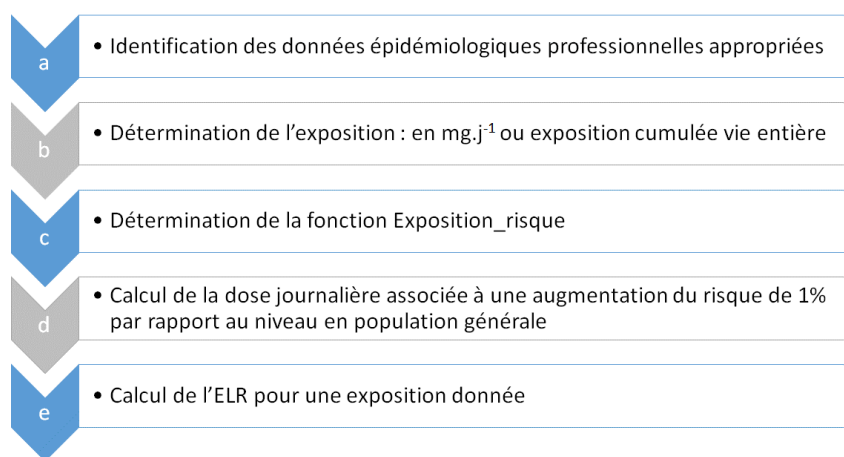 a
• Identification des données épidémiologiques professionnelles appropriées
b
• Détermination de l’exposition : en mg.j⁻¹ ou exposition cumulée vie entière
c
• Détermination de la fonction Exposition_risque
d
• Calcul de la dose journalière associée à une augmentation du risque de 1%
par rapport au niveau en population générale
e
• Calcul de l’ELR pour une exposition donnée